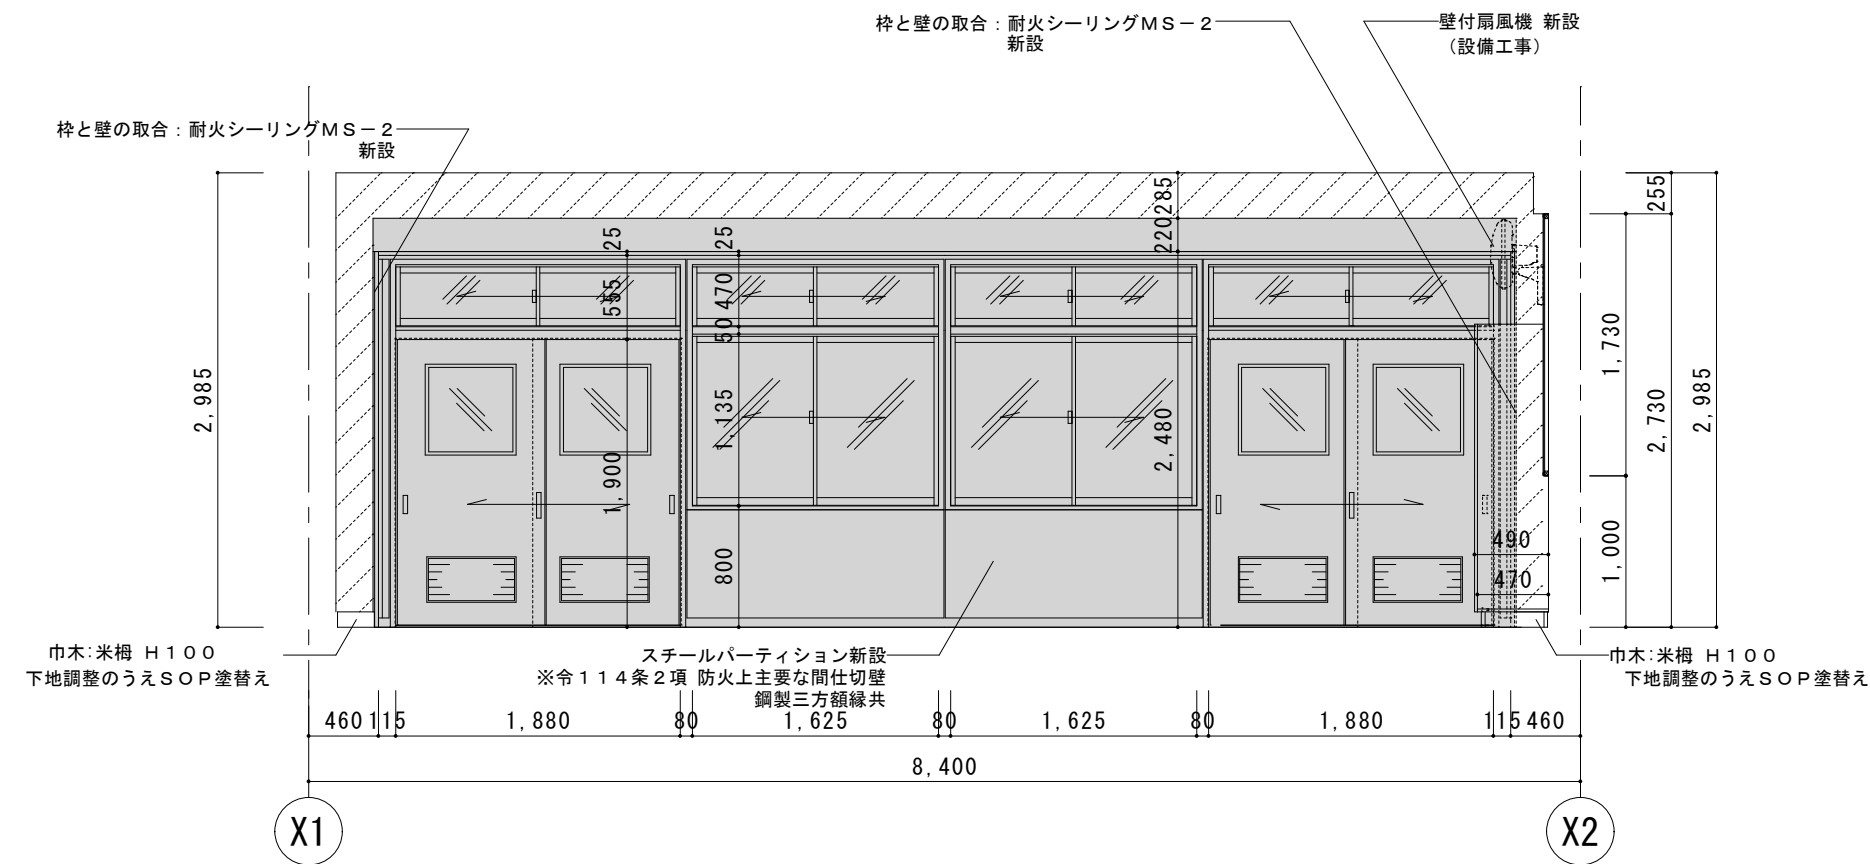 枠と壁の取合：耐火シーリングＭＳ－２
新設
壁付扇風機 新設
（設備工事）
枠と壁の取合：耐火シーリングＭＳ－２
新設
2,985
25
555
1,900
25
470
50
1,135
800
285
220
2,480
490
470
1,730
1,000
255
2,730
2,985
巾木:米栂 Ｈ１００
下地調整のうえＳＯＰ塗替え
スチールパーティション新設
※令１１４条２項 防火上主要な間仕切壁
鋼製三方額縁共
巾木:米栂 Ｈ１００
下地調整のうえＳＯＰ塗替え
460 115 1,880 80 1,625 80 1,625 80 1,880 115 460
8,400
X1
X2